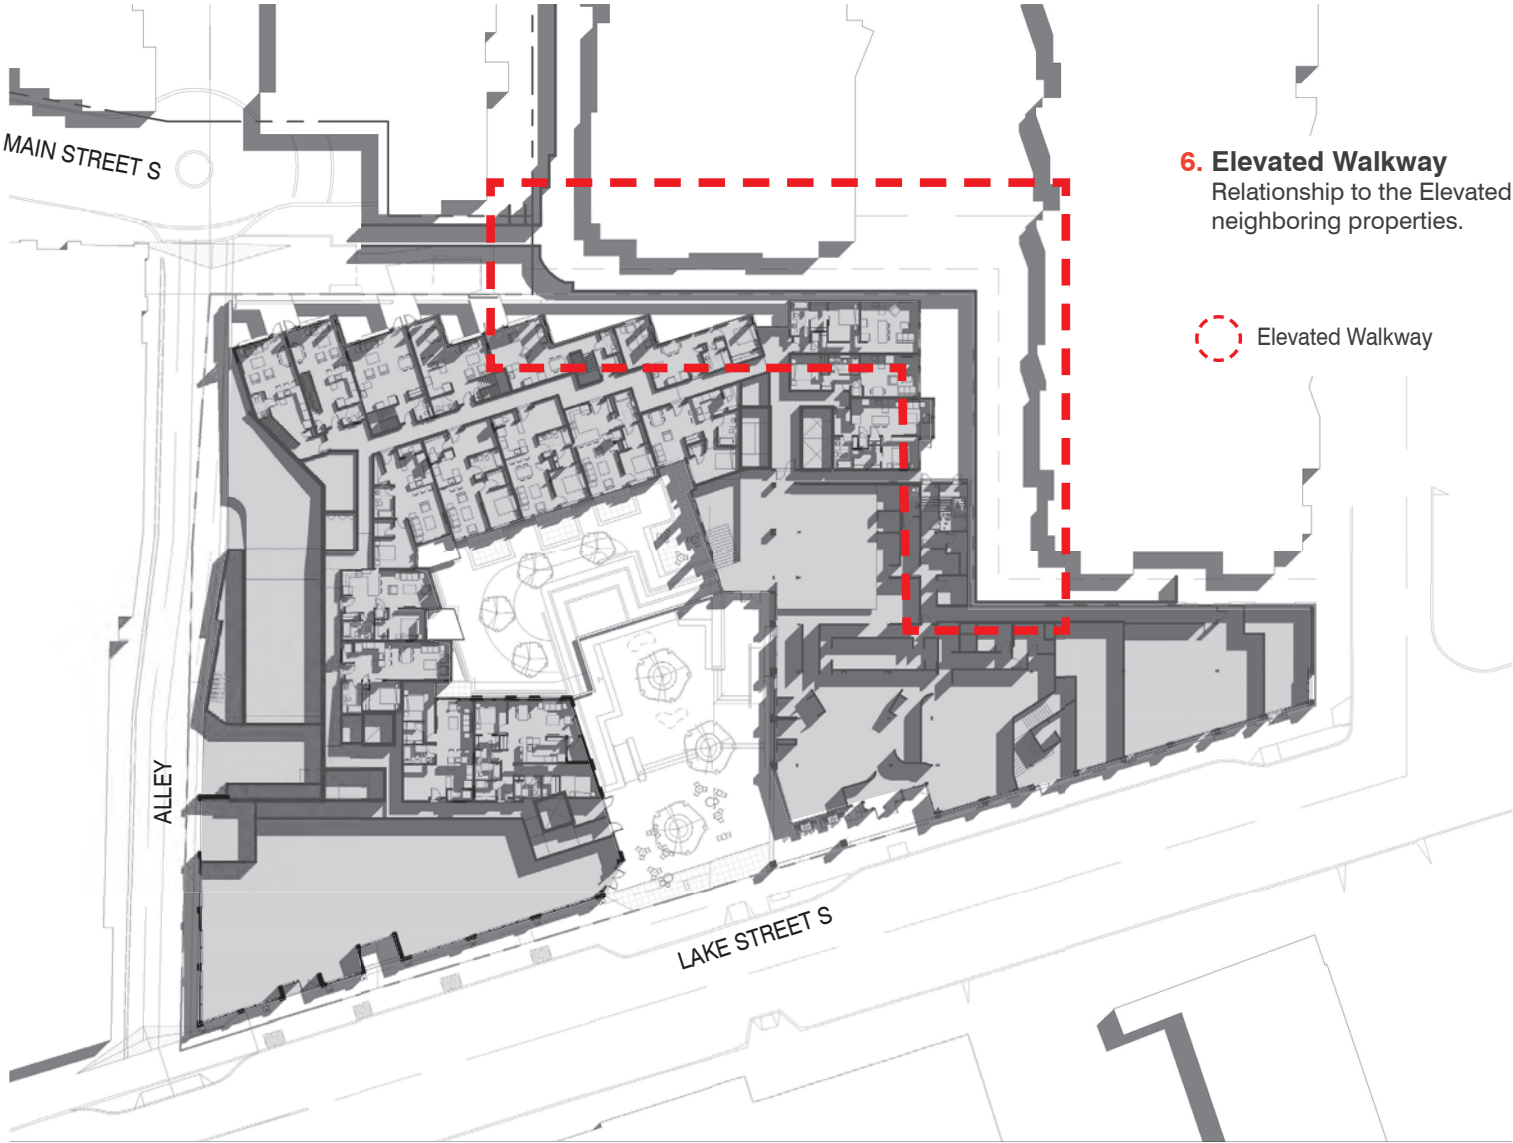 MAIN STREET S
6. Elevated Walkway
Relationship to the Elevated
neighboring properties.
Elevated Walkway
ALLEY
LAKE STREET S